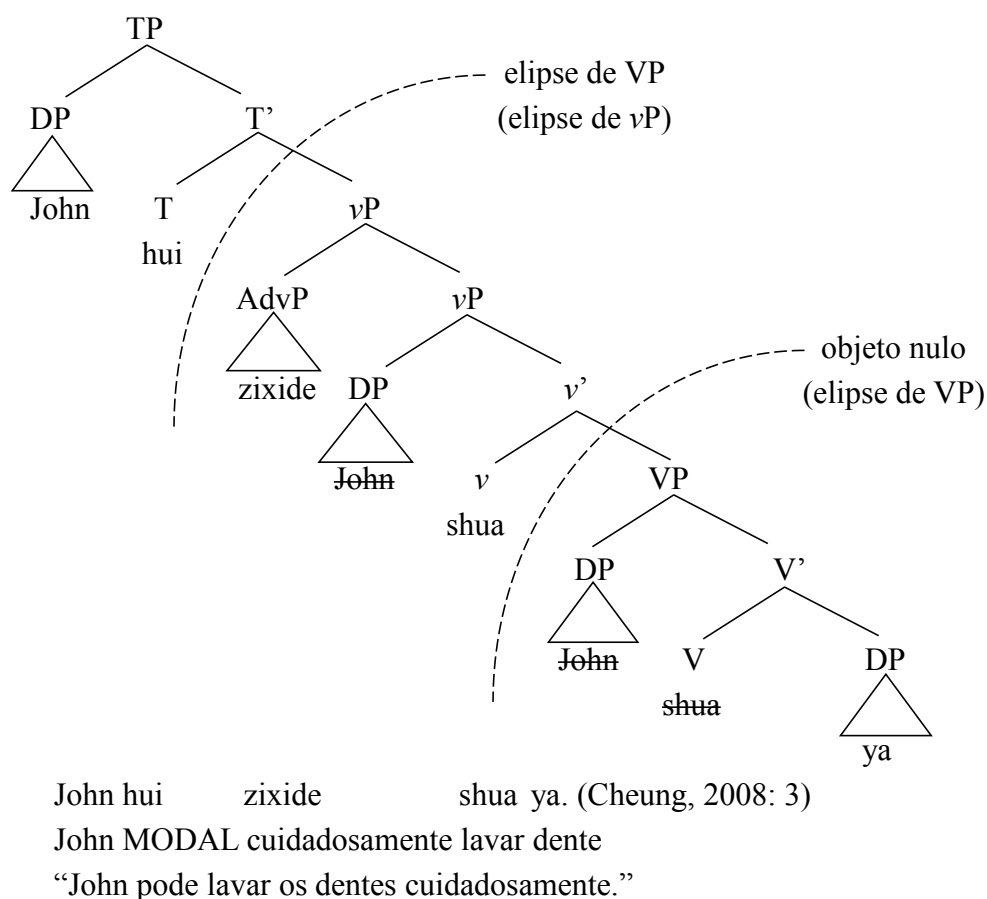 TP
elipse de VP
DP T’ (elipse de vP)
John T vP
hui
AdvP vP
objeto nulo
zixide DP v’ (elipse de VP)
John v VP
shua
DP V’
John V DP
shua
ya
John hui zixide shua ya. (Cheung, 2008: 3)
John MODAL cuidadosamente lavar dente
“John pode lavar os dentes cuidadosamente.”